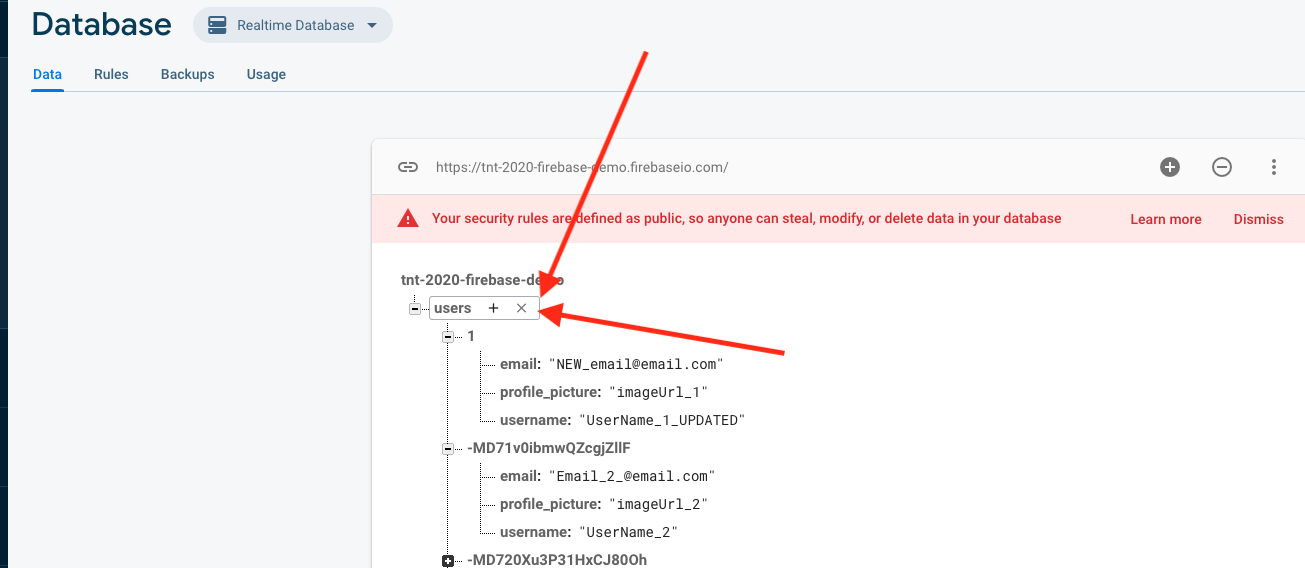 Database Realtime Database
Data Rules Backups Usage
https://tnt-2020-firebase-demo.firebaseio.com/
Your security rules are defined as public, so anyone can steal, modify, or delete data in your database Learn more Dismiss
tnt-2020-firebase-demo
users
1
email: "NEW_email@email.com"
profile_picture: "imageUrl_1"
username: "UserName_1_UPDATED"
-MD71v0ibmwQZcgjZllF
email: "Email_2_@email.com"
profile_picture: "imageUrl_2"
username: "UserName_2"
-MD720Xu3P31HxCJ80Oh